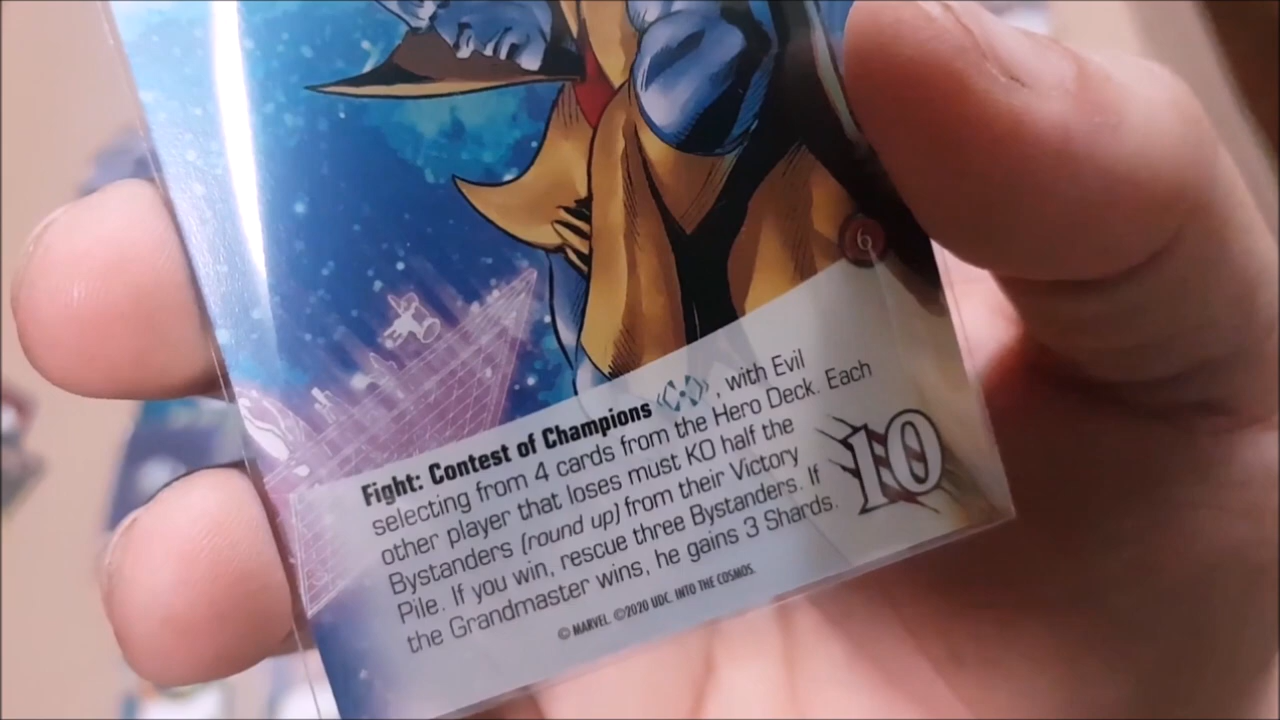 6
Fight: Contest of Champions , with Evil
selecting from 4 cards from the Hero Deck. Each
other player that loses must KO half the
Bystanders (round up) from their Victory
Pile. If you win, rescue three Bystanders. If
the Grandmaster wins, he gains 3 Shards.
10
© MARVEL. ©2020 UDC. INTO THE COSMOS.